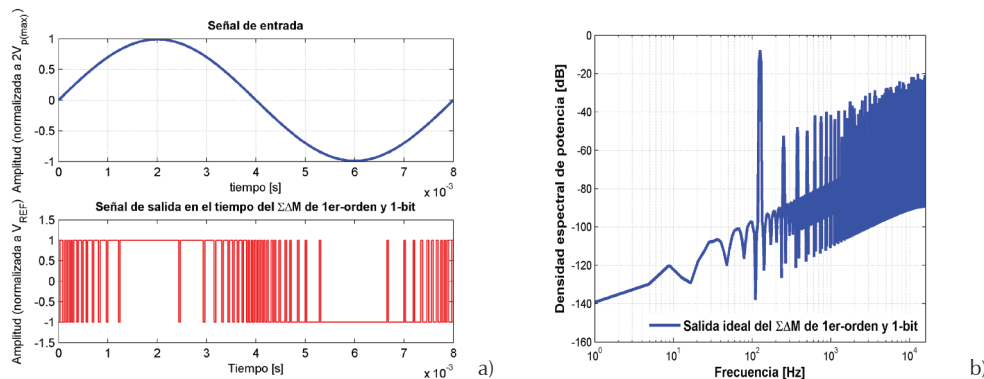 Señal de entrada
Amplitud (normalizada a 2V_p(max))
1
0.5
0
-0.5
-1
0 1 2 3 4 5 6 7 8
tiempo [s]
x 10^-3
Señal de salida en el tiempo del ΣΔM de 1er-orden y 1-bit
Amplitud (normalizada a V_REF)
1.5
1
0.5
0
-0.5
-1
-1.5
0 1 2 3 4 5 6 7 8
Tiempo [s]
x 10^-3
a)
Densidad espectral de potencia [dB]
0
-20
-40
-60
-80
-100
-120
-140
-160
10^0 10^1 10^2 10^3 10^4
Salida ideal del ΣΔM de 1er-orden y 1-bit
Frecuencia [Hz]
b)